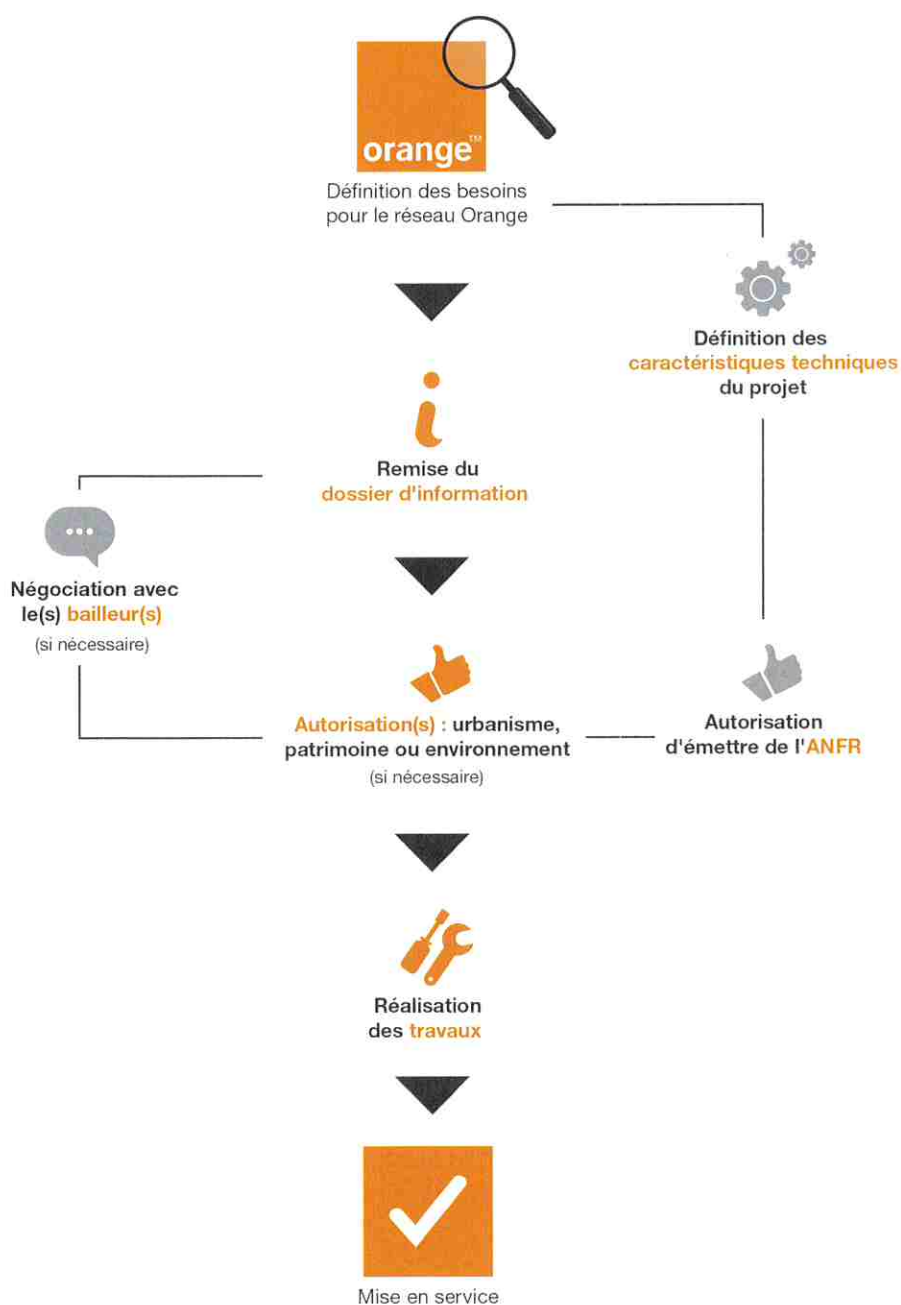 orange™
Définition des besoins
pour le réseau Orange
Définition des
caractéristiques techniques
du projet
Remise du
dossier d'information
Négociation avec
le(s) bailleur(s)
(si nécessaire)
Autorisation(s) : urbanisme,
patrimoine ou environnement
(si nécessaire)
Autorisation
d'émettre de l'ANFR
Réalisation
des travaux
Mise en service